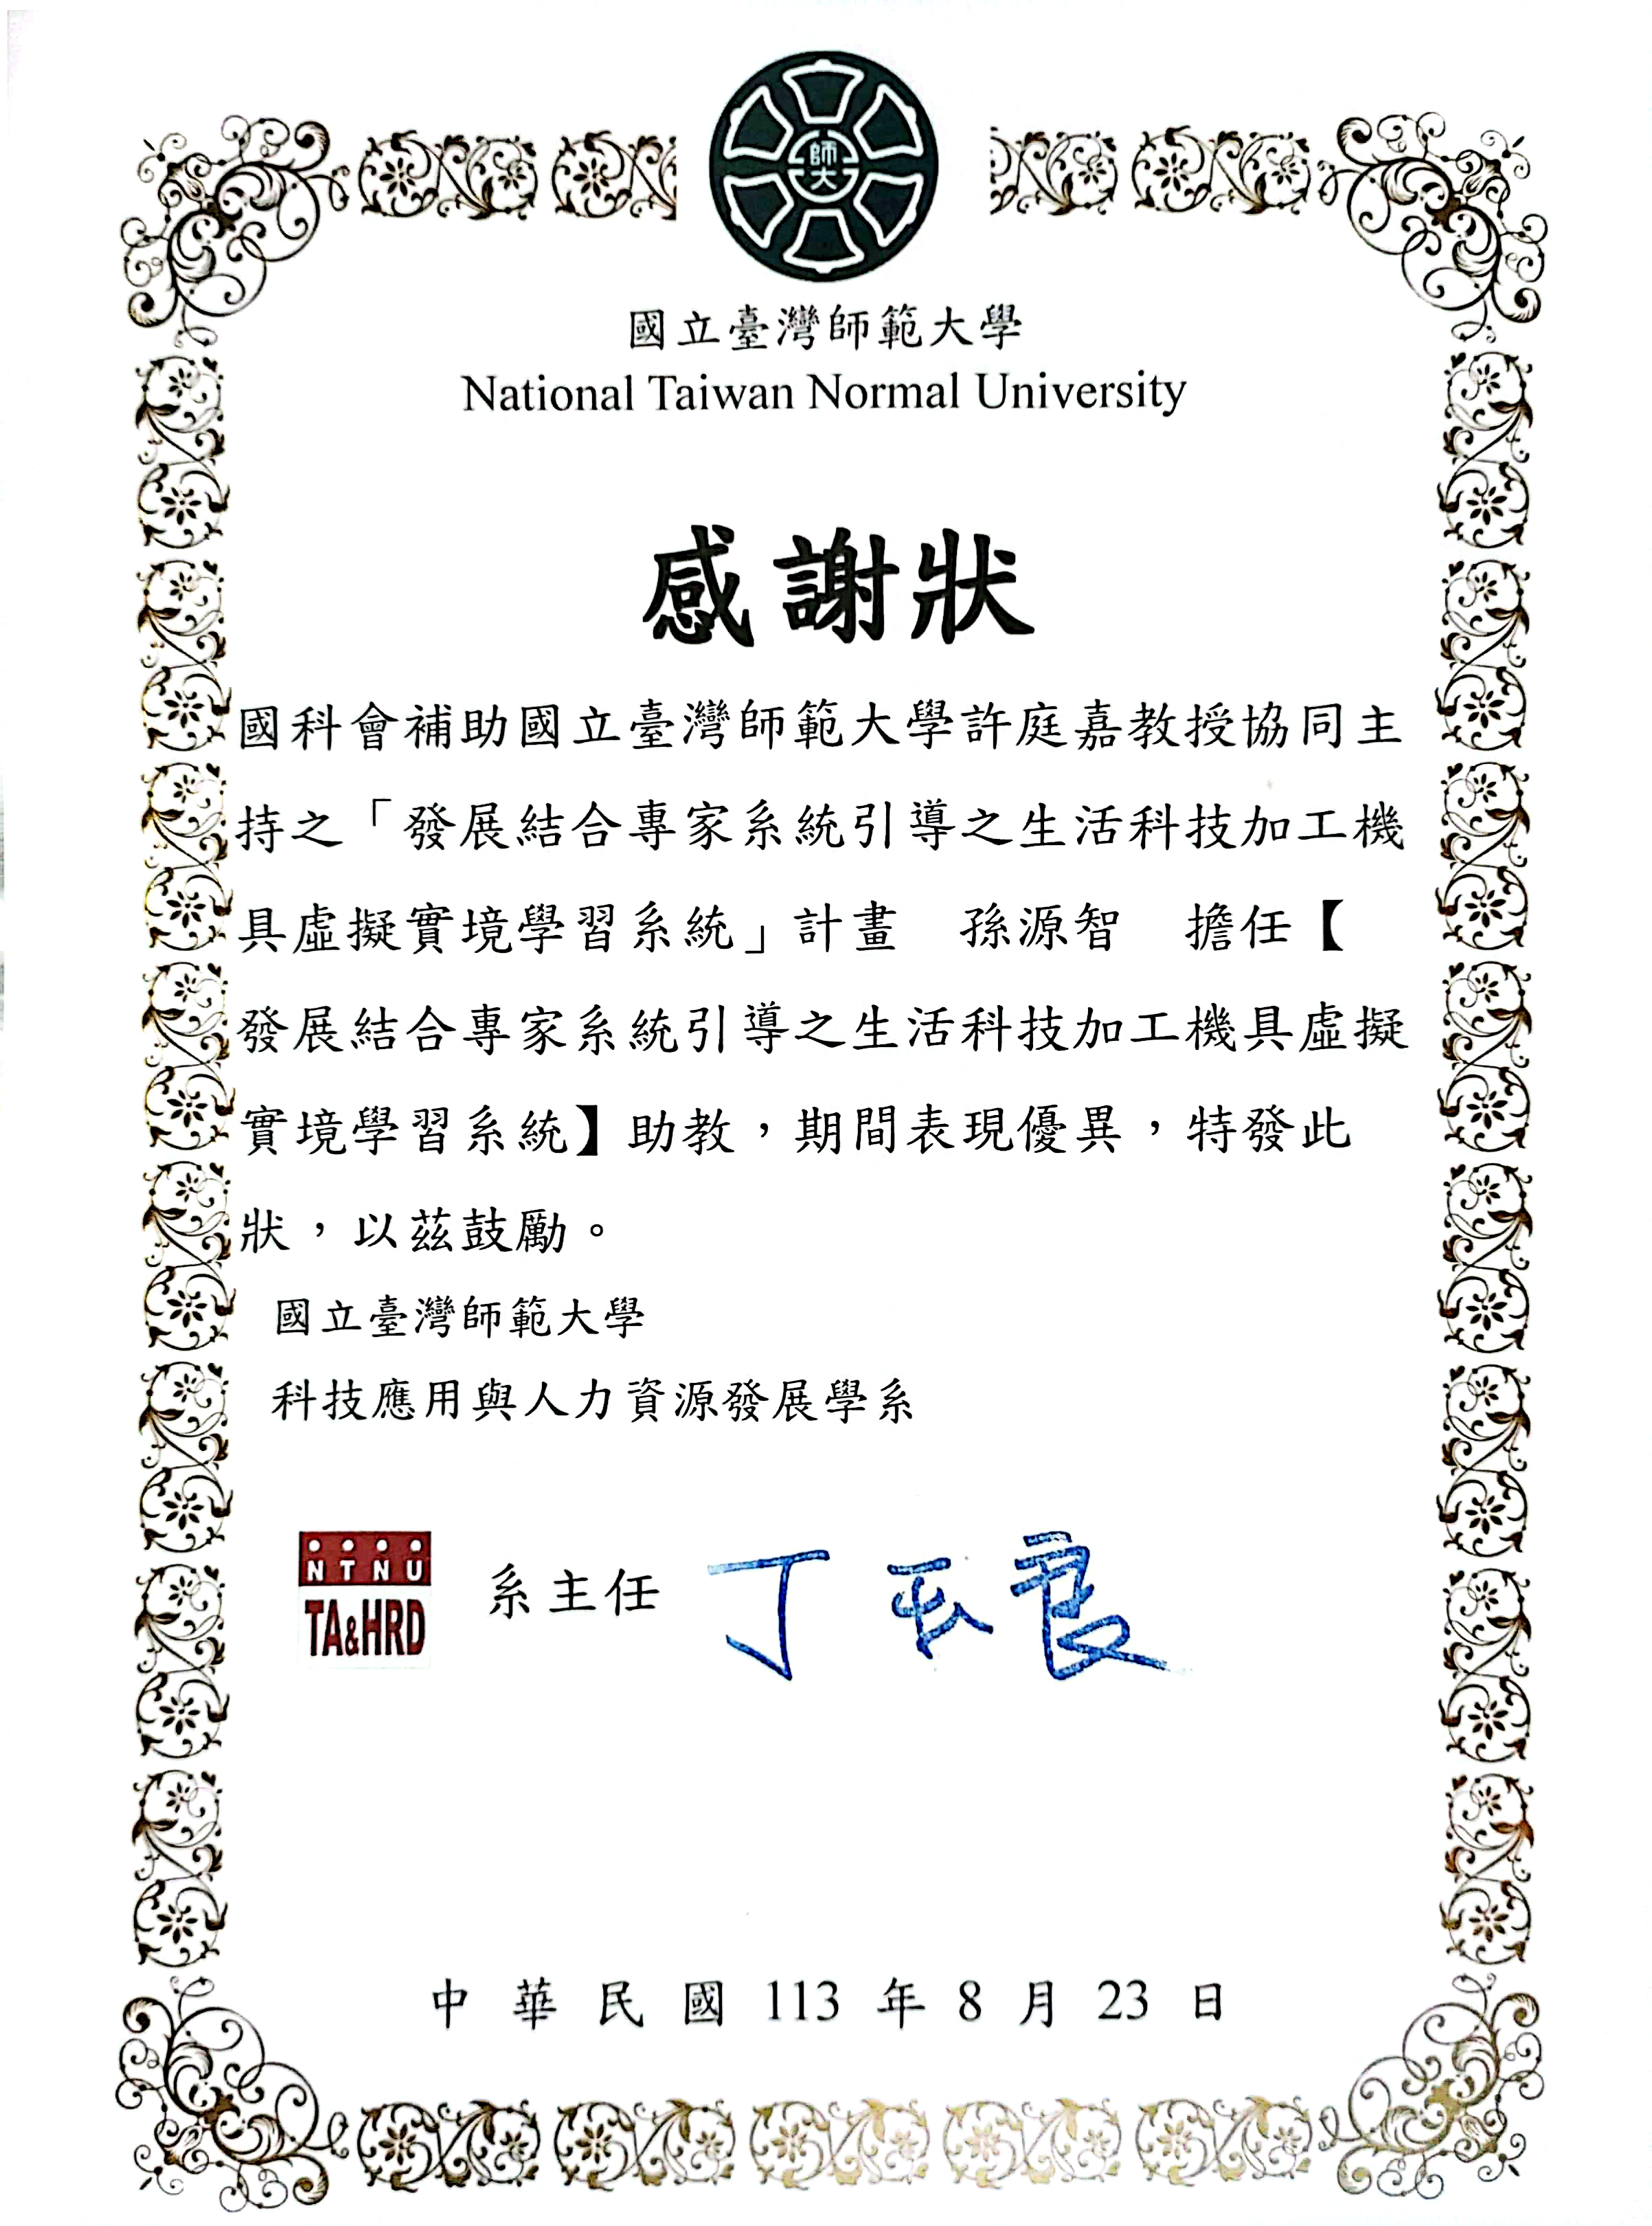 師大
國立臺灣師範大學
National Taiwan Normal University
感謝狀
國科會補助國立臺灣師範大學許庭嘉教授協同主
持之「發展結合專家系統引導之生活科技加工機
具虛擬實境學習系統」計畫　孫源智　擔任【
發展結合專家系統引導之生活科技加工機具虛擬
實境學習系統】助教，期間表現優異，特發此
狀，以茲鼓勵。
國立臺灣師範大學
科技應用與人力資源發展學系
NTNU
TA&HRD
系主任 丁玉良
中華民國 113 年 8 月 23 日